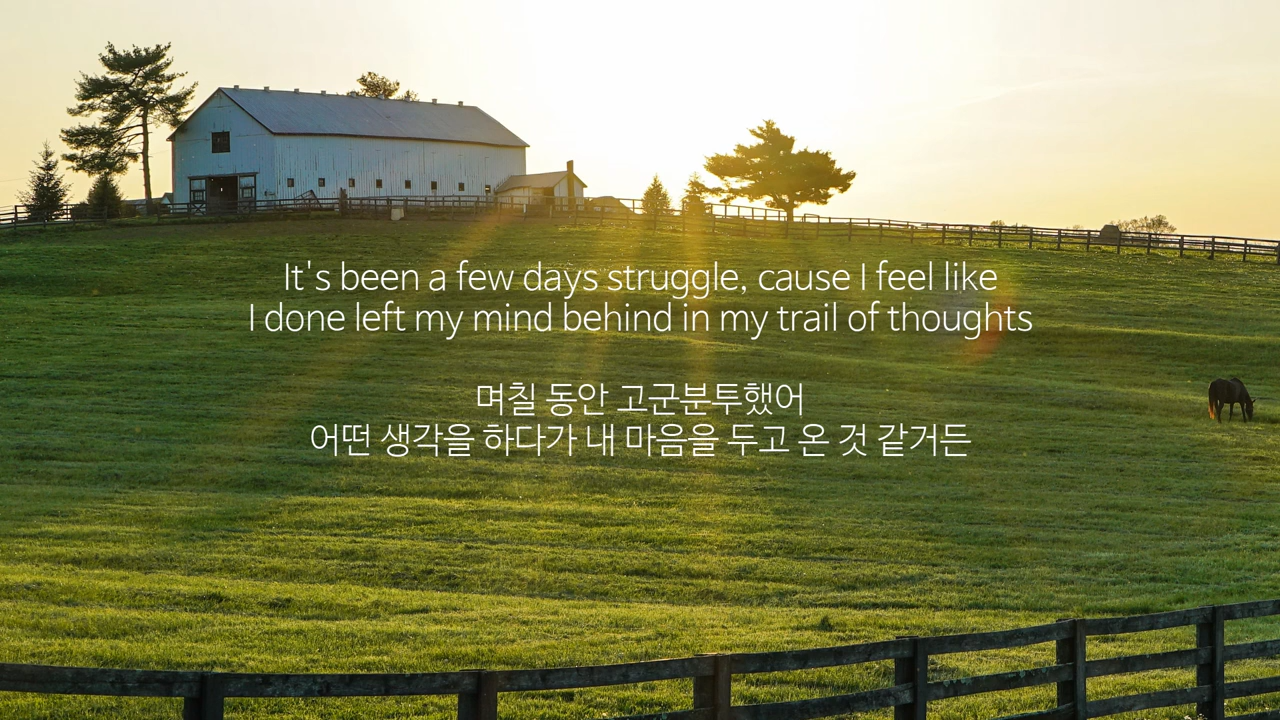 It's been a few days struggle, cause I feel like
I done left my mind behind in my trail of thoughts
며칠 동안 고군분투했어
어떤 생각을 하다가 내 마음을 두고 온 것 같거든